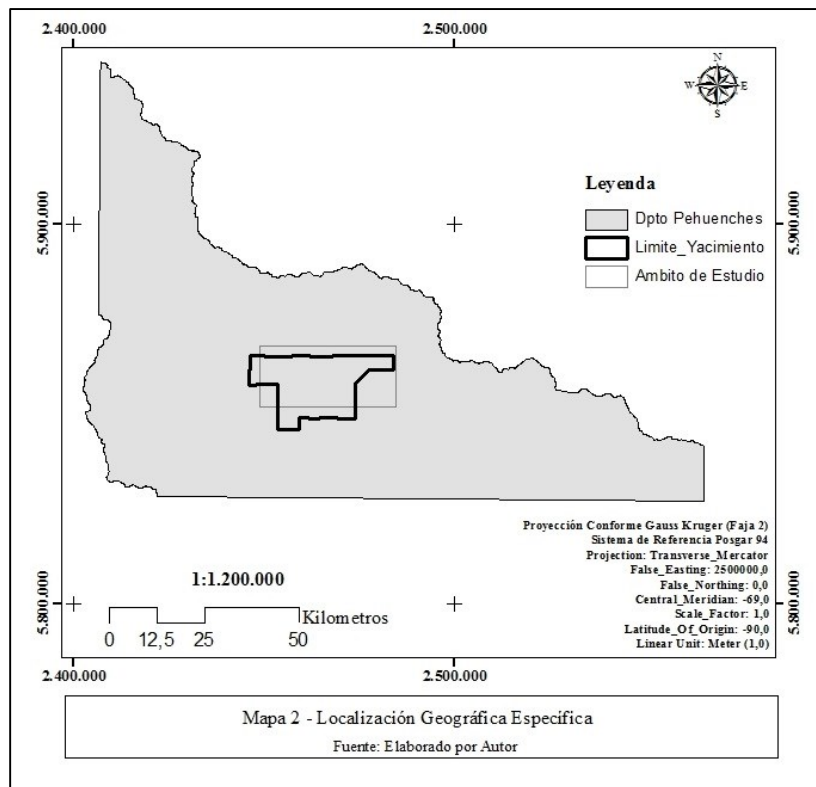 2.400.000 2.500.000
N
W E
S
Leyenda
Dpto Pehuenches
Limite_Yacimiento
Ambito de Estudio
5.900.000 5.900.000
Proyección Conforme Gauss Kruger (Faja 2)
Sistema de Referencia Posgar 94
Projection: Transverse_Mercator
False_Easting: 2500000,0
False_Northing: 0,0
Central_Meridian: -69,0
Scale_Factor: 1,0
Latitude_Of_Origin: -90,0
Linear Unit: Meter (1,0)
1:1.200.000
Kilometros
0 12,5 25 50
5.800.000 5.800.000
2.400.000 2.500.000
Mapa 2 - Localización Geográfica Específica
Fuente: Elaborado por Autor